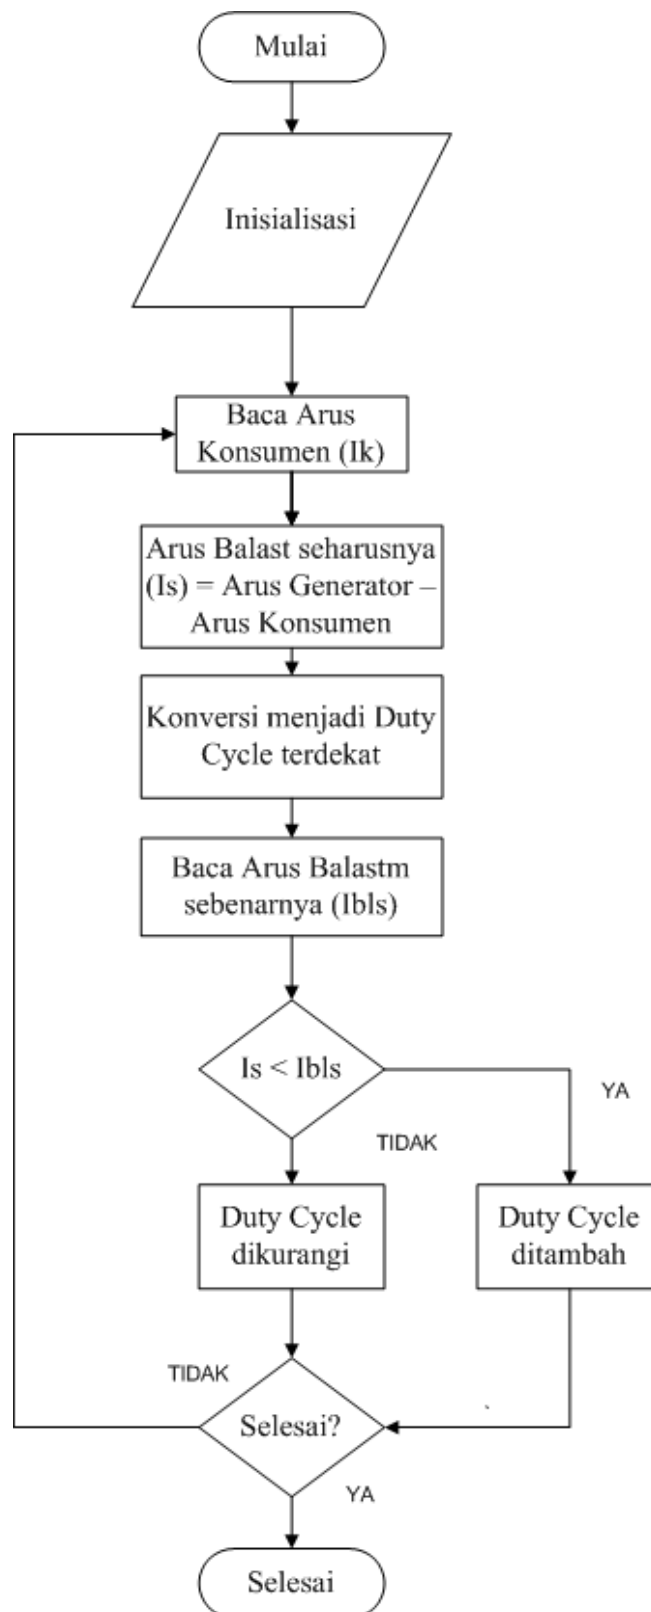 Mulai
Inisialisasi
Baca Arus
Konsumen (Ik)
Arus Balast seharusnya
(Is) = Arus Generator –
Arus Konsumen
Konversi menjadi Duty
Cycle terdekat
Baca Arus Balastm
sebenarnya (Ibls)
Is < Ibls
YA
TIDAK
Duty Cycle
dikurangi
Duty Cycle
ditambah
TIDAK
Selesai?
YA
Selesai